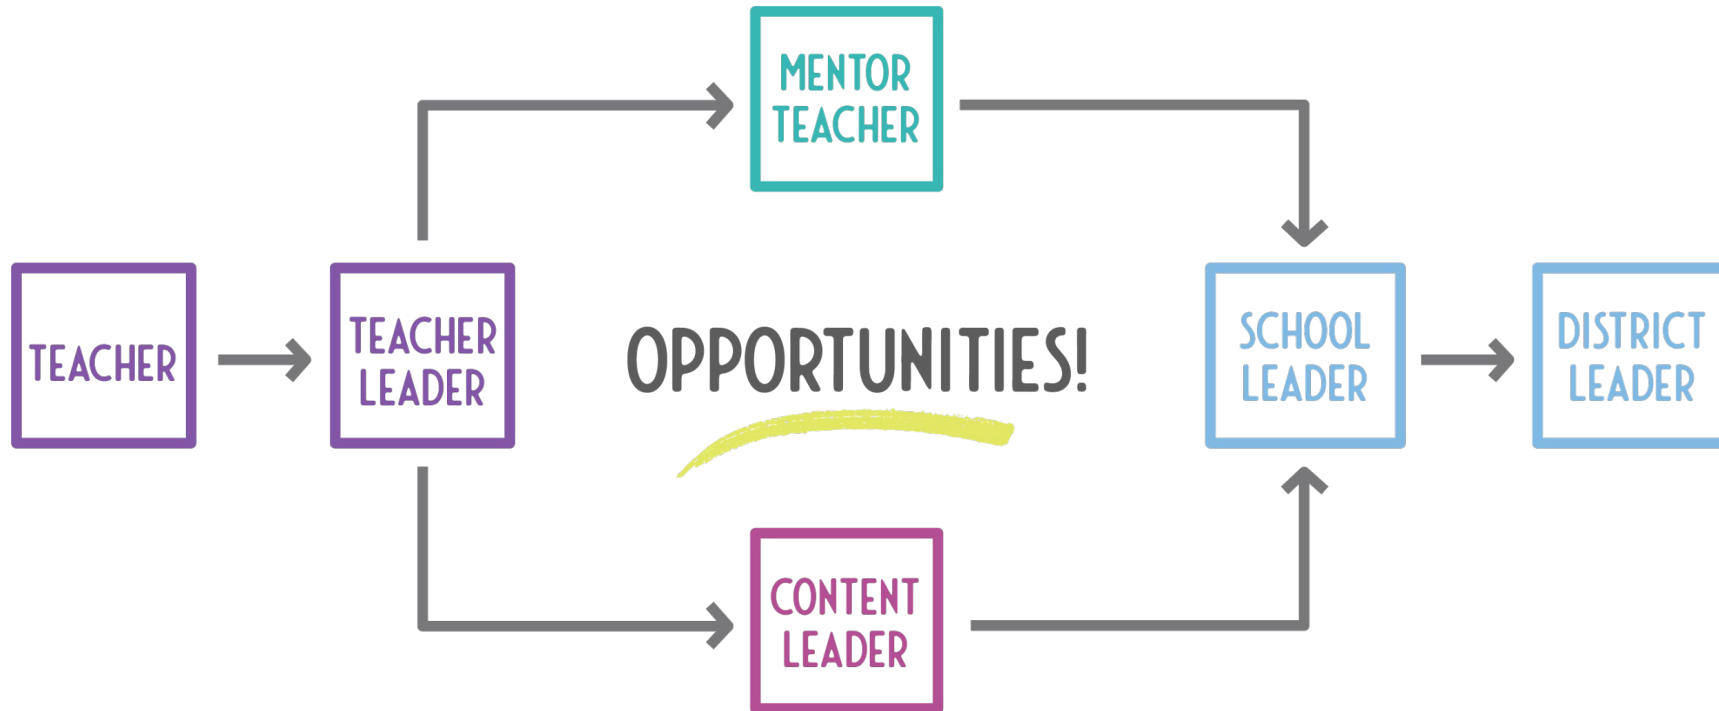 MENTOR
TEACHER
TEACHER
TEACHER
LEADER
OPPORTUNITIES!
SCHOOL
LEADER
DISTRICT
LEADER
CONTENT
LEADER